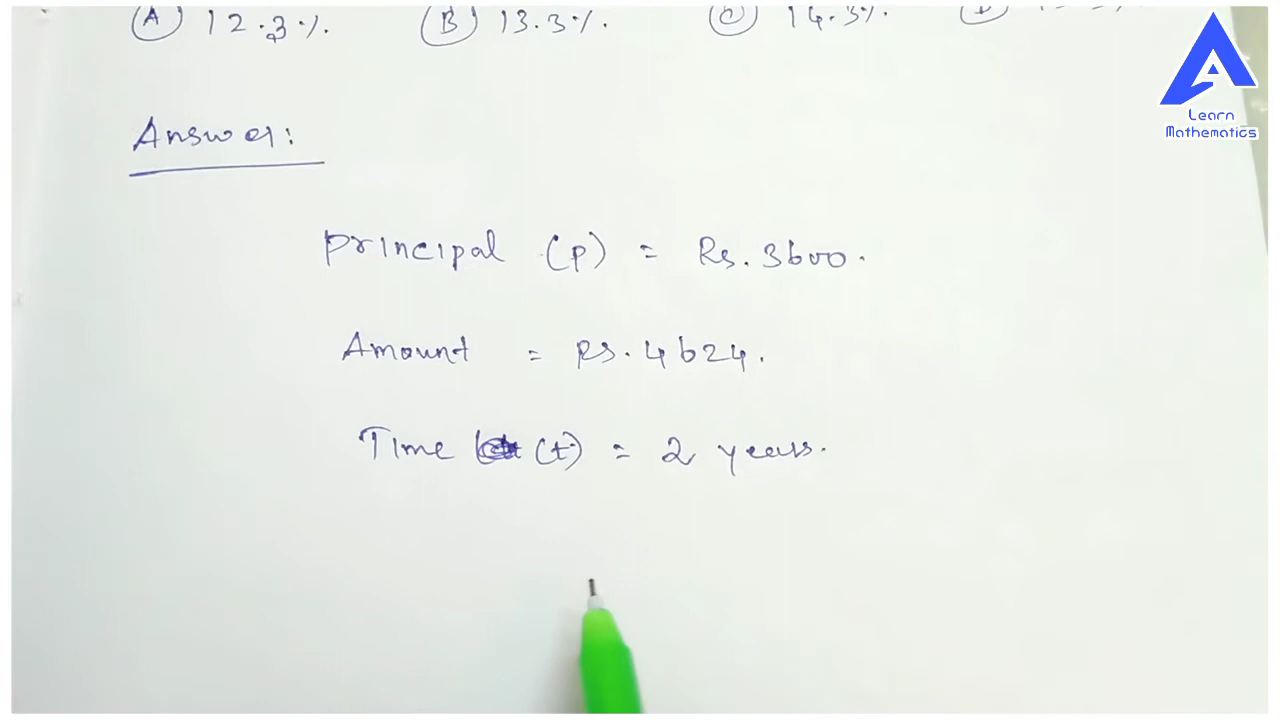 (A) 12.3%. (B) 13.3%. (C) 14.3%. (D)
Learn
Mathematics
Answer:
Principal (p) = Rs. 3600.
Amount = Rs. 4624.
Time (t) = 2 years.